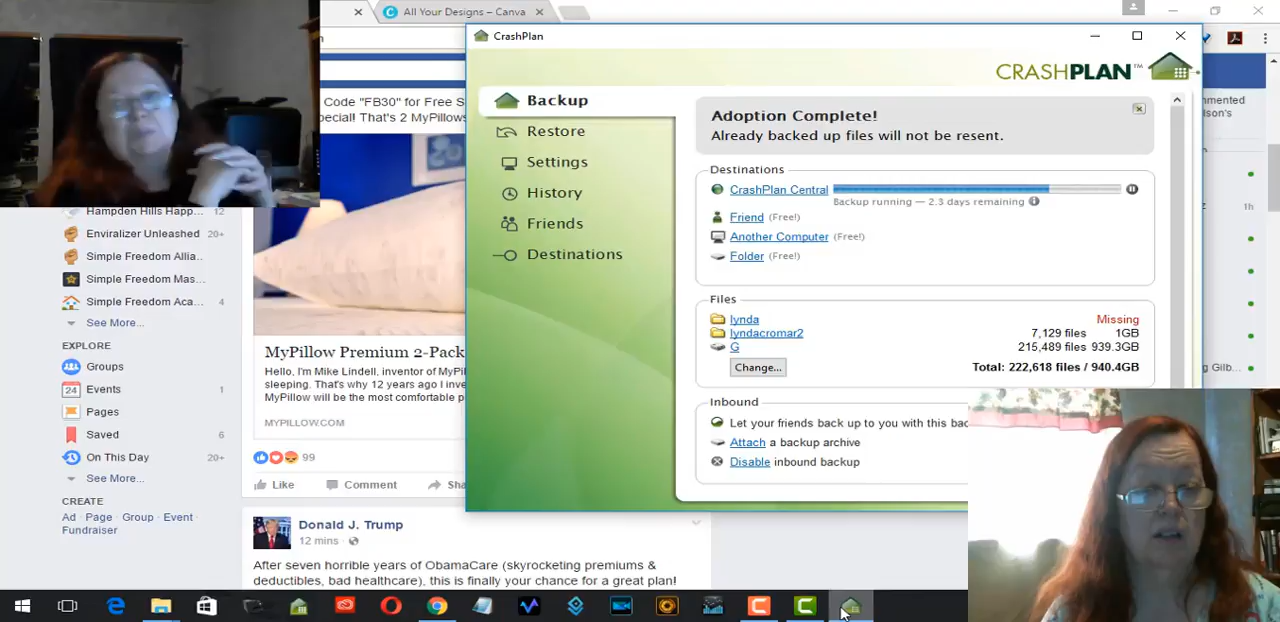 All Your Designs – Canva
CrashPlan
CRASHPLAN™
Code "FB30" for Free S
pecial! That's 2 MyPillows
Backup
Restore
Settings
History
Friends
Destinations
Adoption Complete!
Already backed up files will not be resent.
Destinations
CrashPlan Central
Backup running — 2.3 days remaining
Friend (Free!)
Another Computer (Free!)
Folder (Free!)
Files
lynda Missing
lyndacromar2 7,129 files 1GB
G 215,489 files 939.3GB
Change... Total: 222,618 files / 940.4GB
Inbound
Let your friends back up to you with this bac
Attach a backup archive
Disable inbound backup
mmented
son's
1h
g Gilb...
Hampden Hills Happ... 12
Enviralizer Unleashed 20+
Simple Freedom Allia...
Simple Freedom Mas...
Simple Freedom Aca... 4
See More...
EXPLORE
Groups
24 Events 1
Pages
Saved 6
On This Day 20+
See More...
CREATE
Ad · Page · Group · Event ·
Fundraiser
MyPillow Premium 2-Pack
Hello, I'm Mike Lindell, inventor of MyP
sleeping. That's why 12 years ago I inve
MyPillow will be the most comfortable p
MYPILLOW.COM
99
Like Comment Sha
Donald J. Trump
12 mins ·
After seven horrible years of ObamaCare (skyrocketing premiums &
deductibles, bad healthcare), this is finally your chance for a great plan!